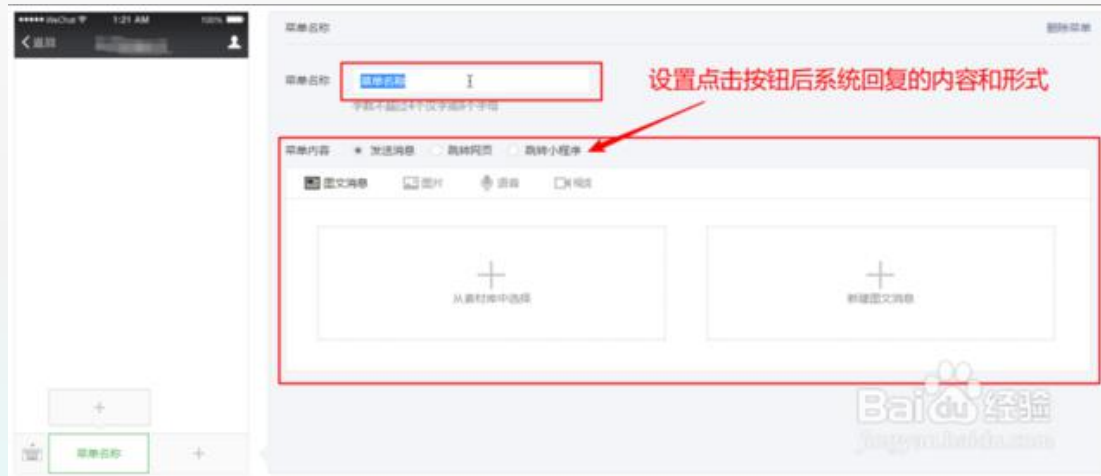 WeChat 1:21 AM 100%
返回
菜单名称
删除菜单
菜单名称 菜单名称
字数不超过4个汉字或8个字母
设置点击按钮后系统回复的内容和形式
菜单内容 发送消息 跳转网页 跳转小程序
图文消息 图片 语音 视频
从素材库中选择
新建图文消息
菜单名称
Baidu 经验
jingyan.baidu.com